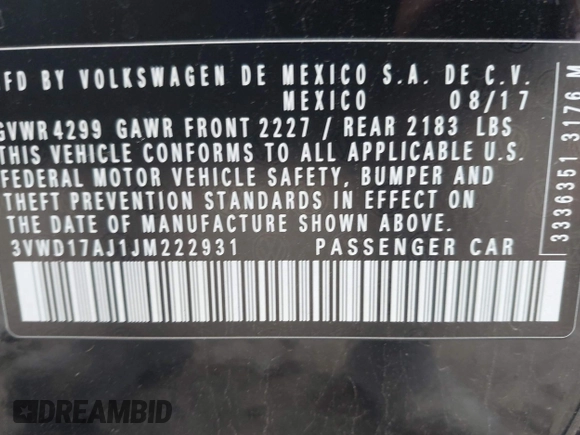 MFD BY VOLKSWAGEN DE MEXICO S.A. DE C.V.
MEXICO 08/17
GVWR 4299 GAWR FRONT 2227 / REAR 2183 LBS
THIS VEHICLE CONFORMS TO ALL APPLICABLE U.S.
FEDERAL MOTOR VEHICLE SAFETY, BUMPER AND
THEFT PREVENTION STANDARDS IN EFFECT ON
THE DATE OF MANUFACTURE SHOWN ABOVE.
3VWD17AJ1JM222931 PASSENGER CAR
3336351 3176 M
DREAMBID